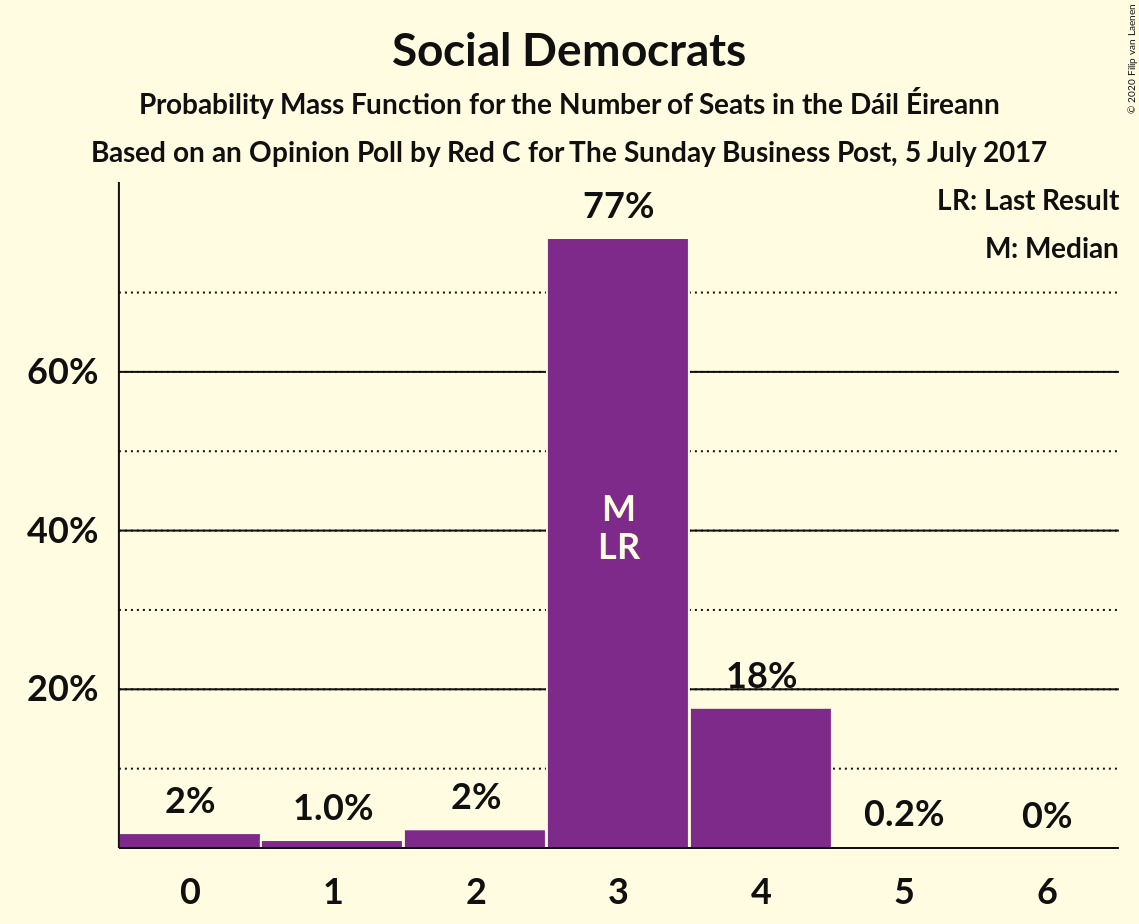 Social Democrats
Probability Mass Function for the Number of Seats in the Dáil Éireann
Based on an Opinion Poll by Red C for The Sunday Business Post, 5 July 2017
© 2020 Filip van Laenen
LR: Last Result
M: Median
77%
60%
40%
20%
M
LR
18%
2%
1.0%
2%
0.2%
0%
0 1 2 3 4 5 6